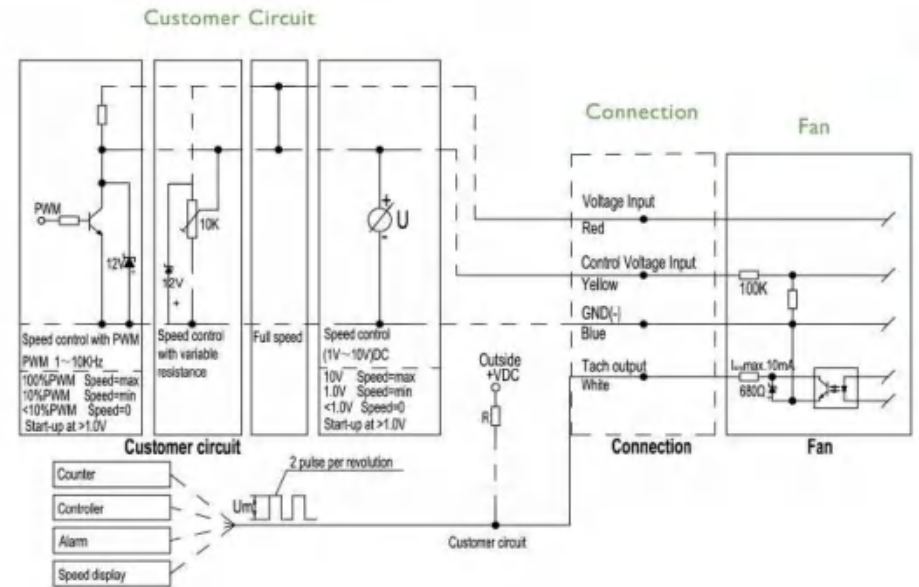 Customer Circuit
Connection
Fan
PWM
12V
10K
12V
+
+
U
-
Speed control with PWM
PWM 1~10KHz
100%PWM Speed=max
10%PWM Speed=min
<10%PWM Speed=0
Start-up at >1.0V
Speed control
with variable
resistance
Full speed
Speed control
(1V~10V)DC
10V Speed=max
1.0V Speed=min
<1.0V Speed=0
Start-up at >1.0V
Customer circuit
Voltage Input
Red
Control Voltage Input
Yellow
GND(-)
Blue
Tach output
White
Connection
100K
max.10mA
680Ω
Fan
Outside
+VDC
R
Counter
Controller
Alarm
Speed display
2 pulse per revolution
Um
Customer circuit